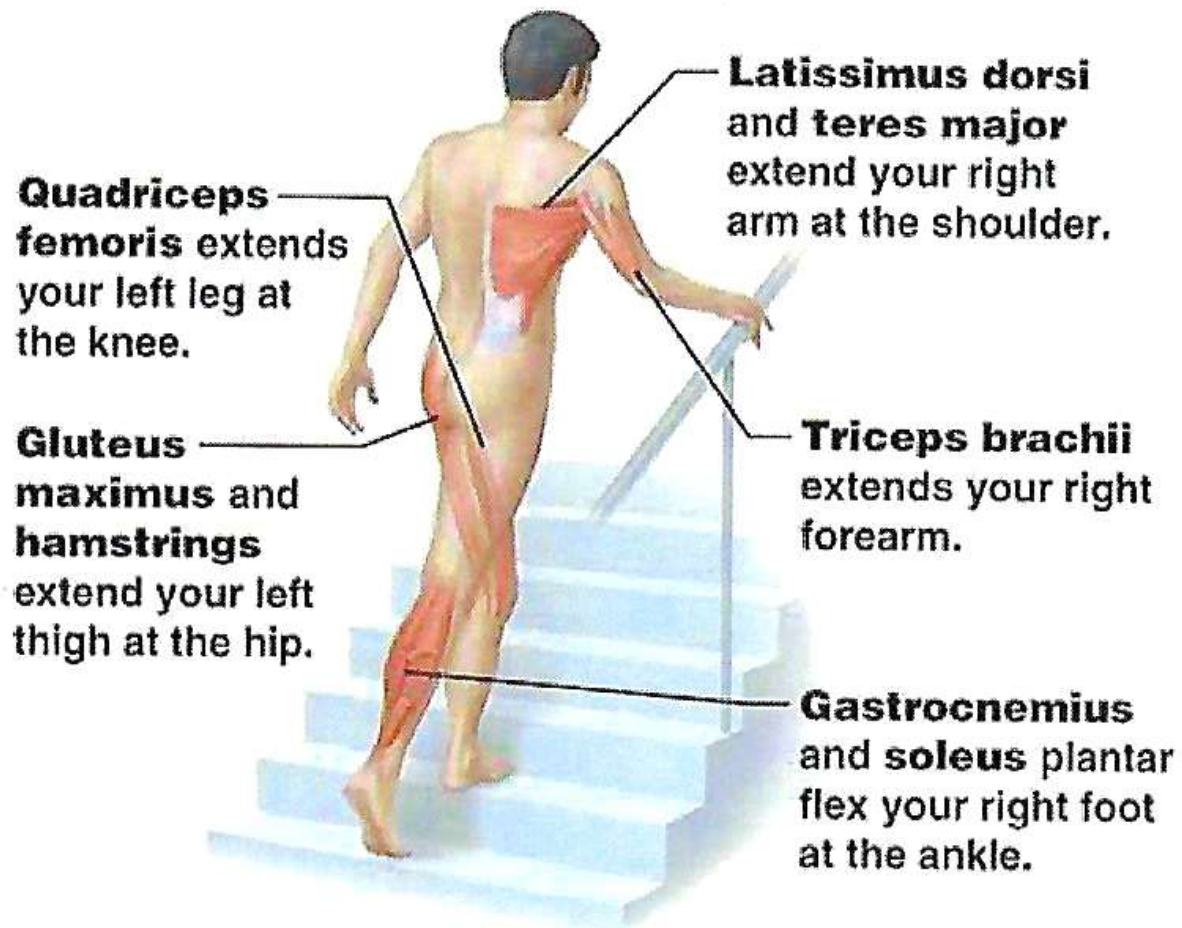 Latissimus dorsi
and teres major
extend your right
arm at the shoulder.
Quadriceps
femoris extends
your left leg at
the knee.
Gluteus
maximus and
hamstrings
extend your left
thigh at the hip.
Triceps brachii
extends your right
forearm.
Gastrocnemius
and soleus plantar
flex your right foot
at the ankle.